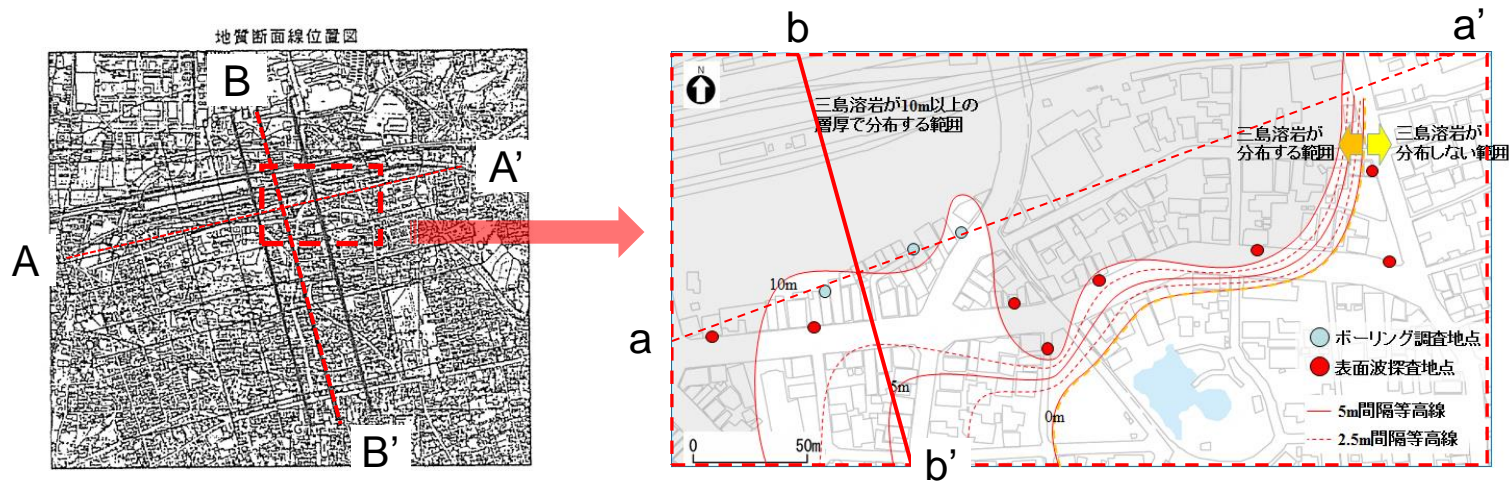 地質断面線位置図
B
A'
A
B'
b
a'
N
三島溶岩が10m以上の
層厚で分布する範囲
三島溶岩が
分布する範囲
三島溶岩が
分布しない範囲
10m
a
5m
0m
ボーリング調査地点
表面波探査地点
5m間隔等高線
2.5m間隔等高線
0
50m
b'